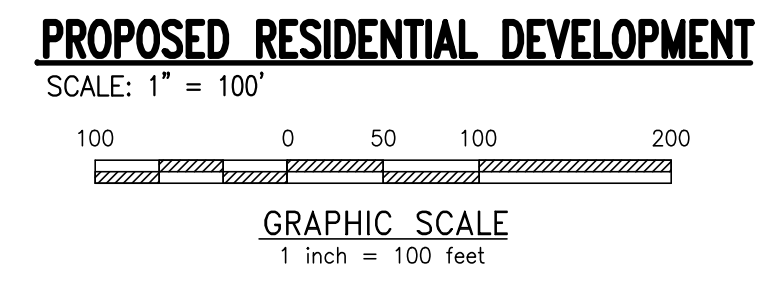 PROPOSED RESIDENTIAL DEVELOPMENT
SCALE: 1" = 100'
100 0 50 100 200
GRAPHIC SCALE
1 inch = 100 feet